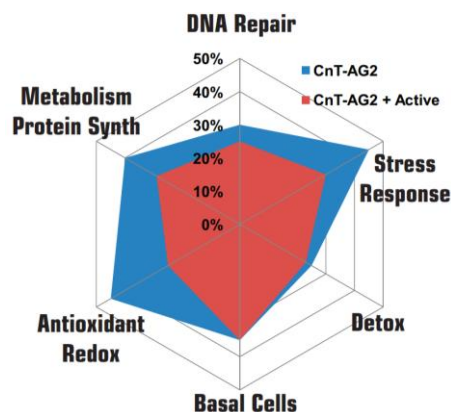 DNA Repair
50%
CnT-AG2
40%
CnT-AG2 + Active
Metabolism
Protein Synth
30%
Stress
Response
20%
10%
0%
Antioxidant
Redox
Detox
Basal Cells